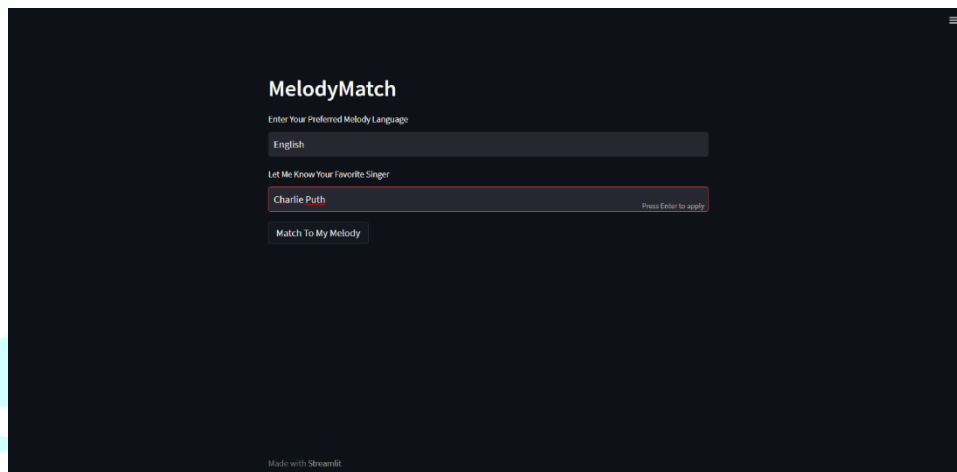 MelodyMatch
Enter Your Preferred Melody Language
English
Let Me Know Your Favorite Singer
Charlie Puth
Press Enter to apply
Match To My Melody
Made with Streamlit